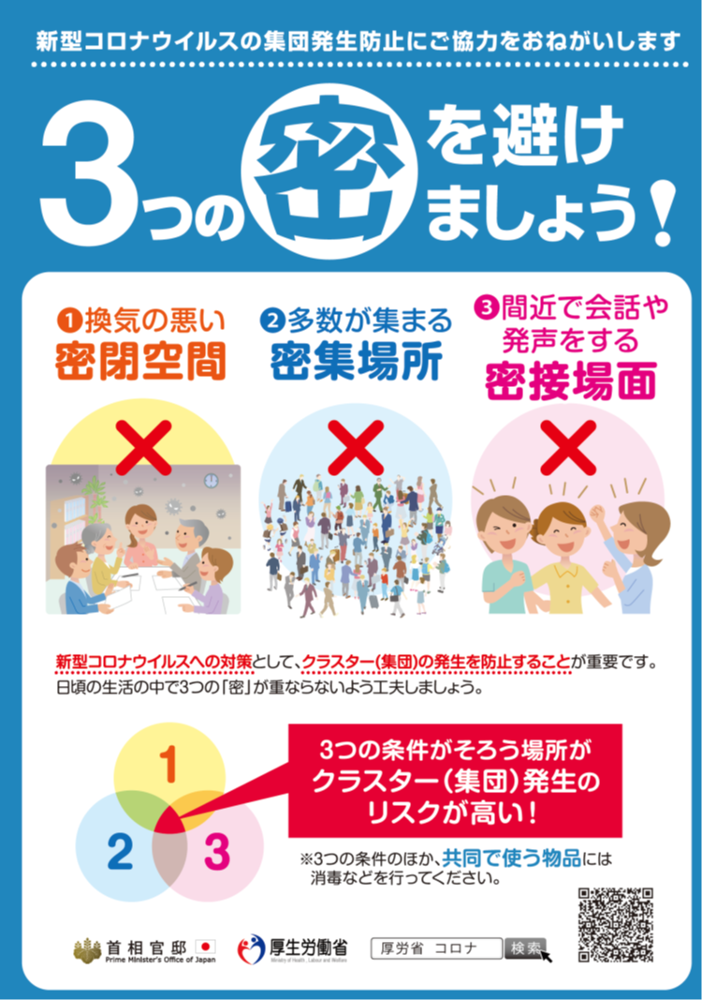 新型コロナウイルスの集団発生防止にご協力をおねがいします
3つの密を避け
ましょう!
❶換気の悪い
密閉空間
❷多数が集まる
密集場所
❸間近で会話や
発声をする
密接場面
新型コロナウイルスへの対策として、クラスター(集団)の発生を防止することが重要です。
日頃の生活の中で3つの「密」が重ならないよう工夫しましょう。
1
2
3
3つの条件がそろう場所が
クラスター(集団)発生の
リスクが高い!
※3つの条件のほか、共同で使う物品には
消毒などを行ってください。
首相官邸
Prime Minister's Office of Japan
厚生労働省
Ministry of Health, Labour and Welfare
厚労省 コロナ
検索